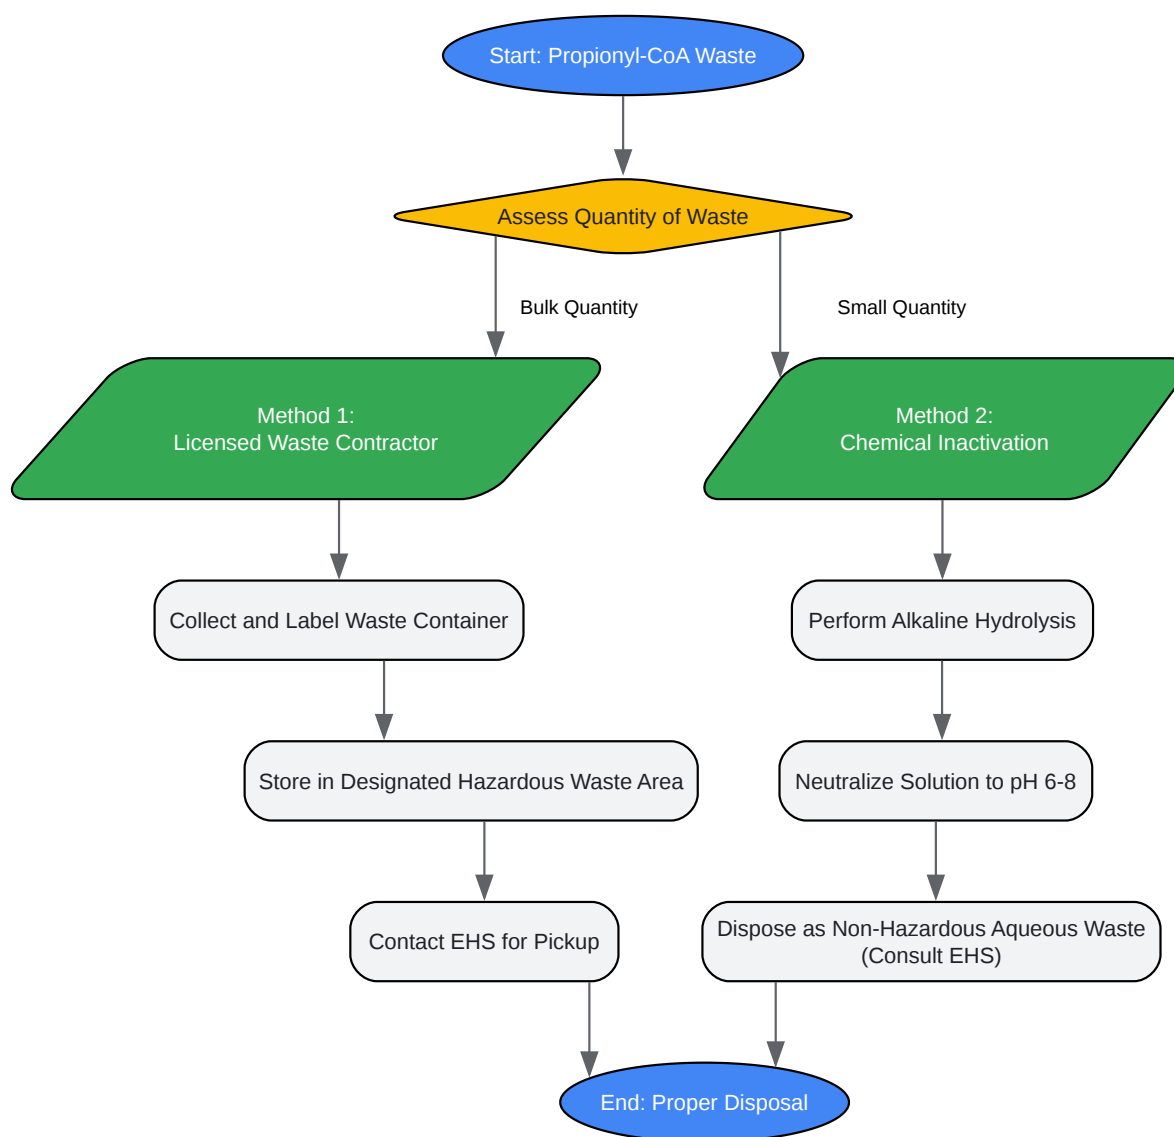 Start: Propionyl-CoA Waste
Assess Quantity of Waste
Bulk Quantity
Small Quantity
Method 1:
Licensed Waste Contractor
Method 2:
Chemical Inactivation
Collect and Label Waste Container
Perform Alkaline Hydrolysis
Store in Designated Hazardous Waste Area
Neutralize Solution to pH 6-8
Contact EHS for Pickup
Dispose as Non-Hazardous Aqueous Waste
(Consult EHS)
End: Proper Disposal